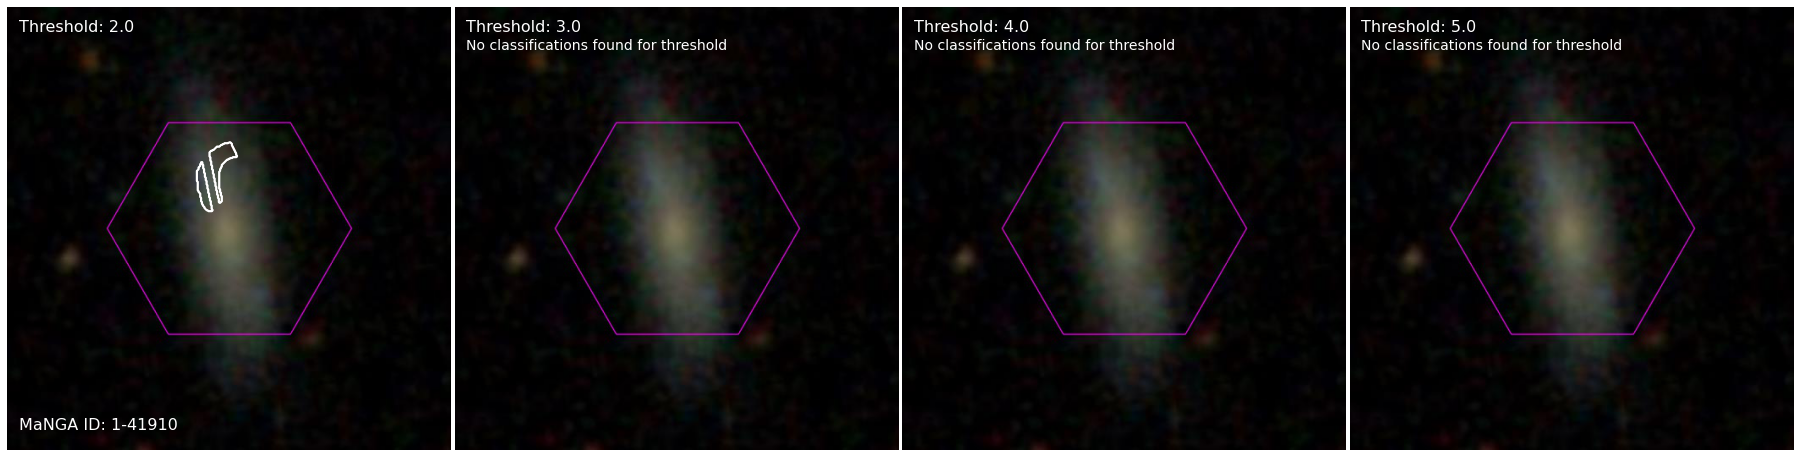 Threshold: 2.0
MaNGA ID: 1-41910
Threshold: 3.0
No classifications found for threshold
Threshold: 4.0
No classifications found for threshold
Threshold: 5.0
No classifications found for threshold